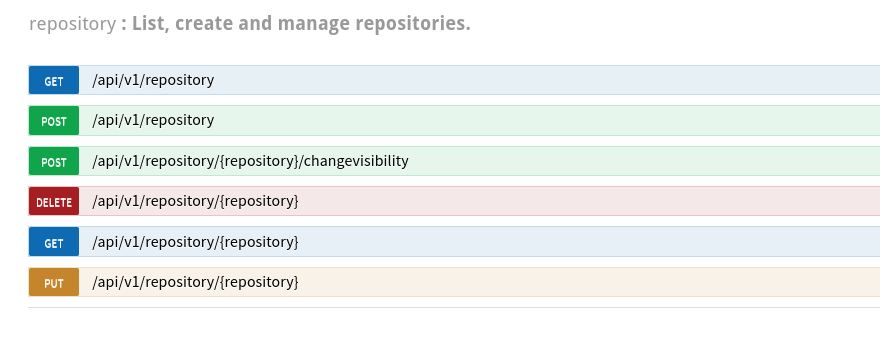 repository : List, create and manage repositories.
GET /api/v1/repository
POST /api/v1/repository
POST /api/v1/repository/{repository}/changevisibility
DELETE /api/v1/repository/{repository}
GET /api/v1/repository/{repository}
PUT /api/v1/repository/{repository}